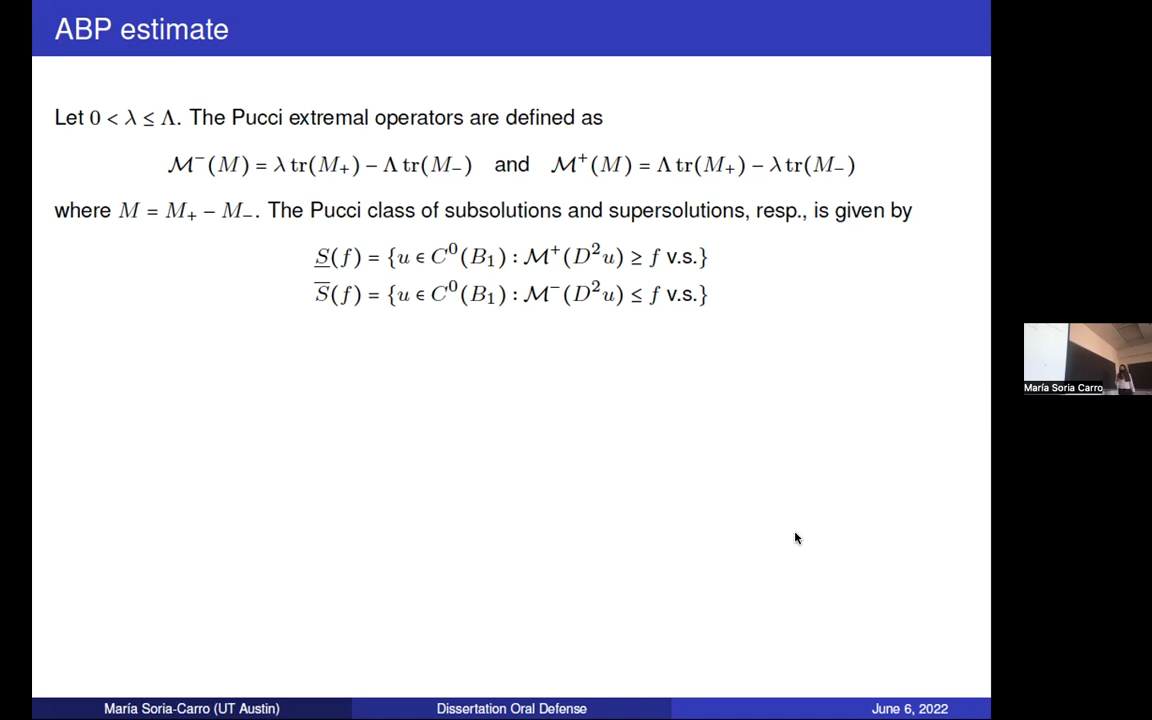 ABP estimate
Let 0 < λ ≤ Λ. The Pucci extremal operators are defined as
ℳ⁻(M) = λ tr(M₊) − Λ tr(M₋) and ℳ⁺(M) = Λ tr(M₊) − λ tr(M₋)
where M = M₊ − M₋. The Pucci class of subsolutions and supersolutions, resp., is given by
S̲(f) = {u ∈ C⁰(B₁) : ℳ⁺(D²u) ≥ f v.s.}
S̅(f) = {u ∈ C⁰(B₁) : ℳ⁻(D²u) ≤ f v.s.}
María Soria Carro
María Soria-Carro (UT Austin) Dissertation Oral Defense June 6, 2022